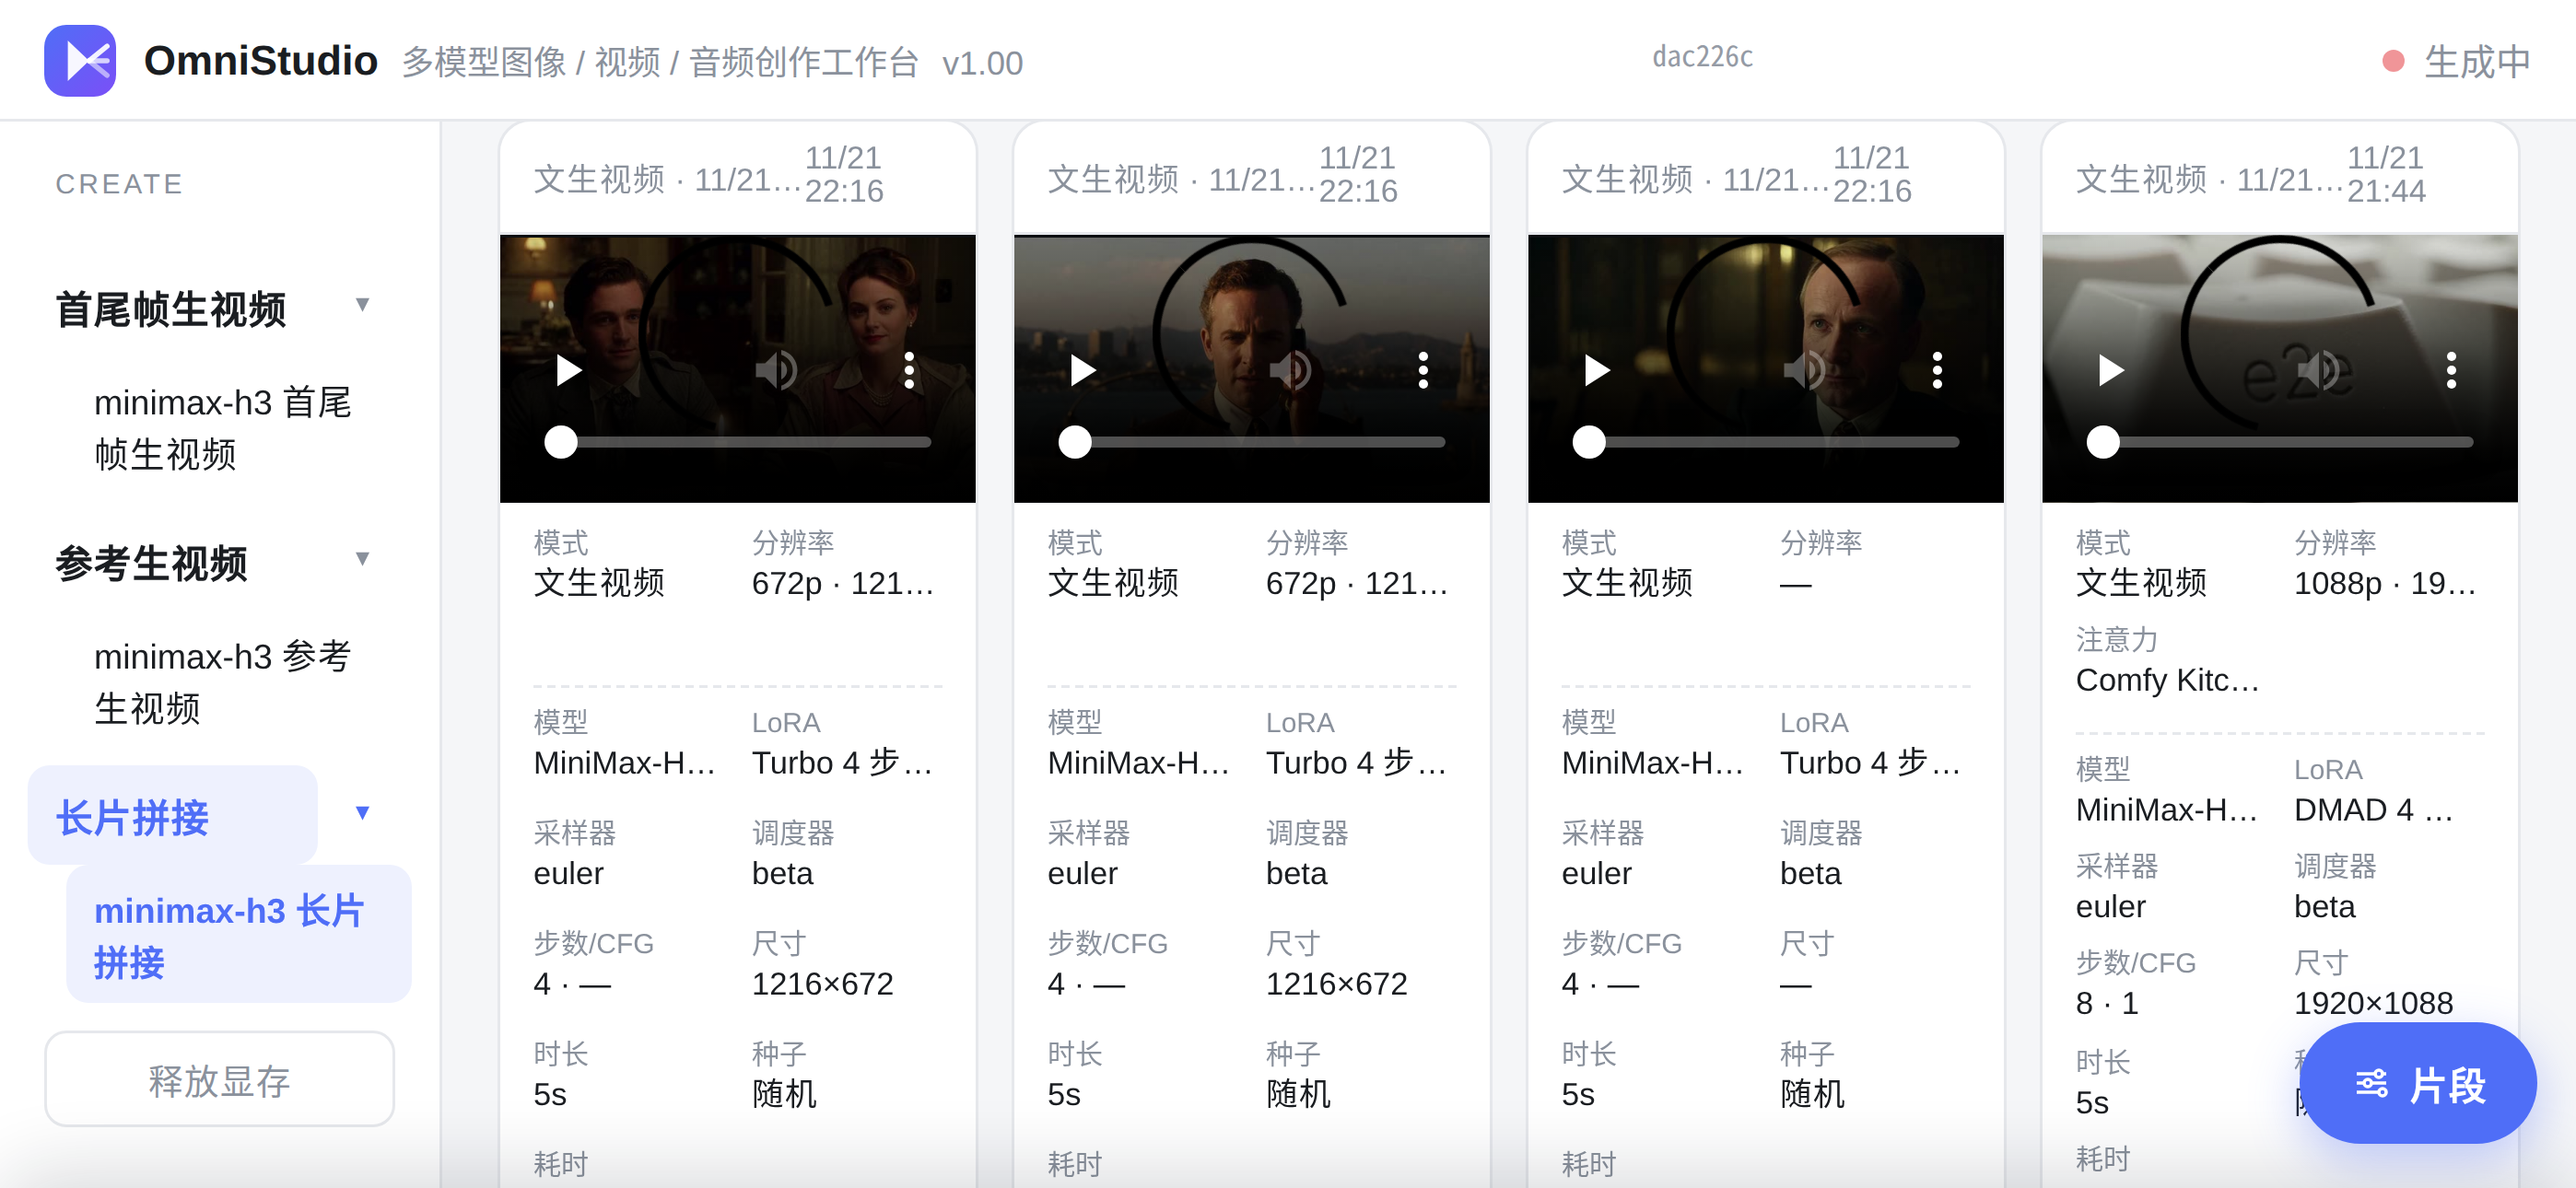 OmniStudio 多模型图像 / 视频 / 音频创作工作台 v1.00
dac226c
生成中
CREATE
首尾帧生视频
minimax-h3 首尾
帧生视频
参考生视频
minimax-h3 参考
生视频
长片拼接
minimax-h3 长片
拼接
释放显存
文生视频 · 11/21…
11/21
22:16
模式
文生视频
分辨率
672p · 121…
模型
MiniMax-H…
LoRA
Turbo 4 步…
采样器
euler
调度器
beta
步数/CFG
4 · —
尺寸
1216×672
时长
5s
种子
随机
耗时
文生视频 · 11/21…
11/21
22:16
模式
文生视频
分辨率
672p · 121…
模型
MiniMax-H…
LoRA
Turbo 4 步…
采样器
euler
调度器
beta
步数/CFG
4 · —
尺寸
1216×672
时长
5s
种子
随机
耗时
文生视频 · 11/21…
11/21
22:16
模式
文生视频
分辨率
—
模型
MiniMax-H…
LoRA
Turbo 4 步…
采样器
euler
调度器
beta
步数/CFG
4 · —
尺寸
—
时长
5s
种子
随机
耗时
文生视频 · 11/21…
11/21
21:44
e2e
模式
文生视频
分辨率
1088p · 19…
注意力
Comfy Kitc…
模型
MiniMax-H…
LoRA
DMAD 4 …
采样器
euler
调度器
beta
步数/CFG
8 · 1
尺寸
1920×1088
时长
5s
耗时
片段